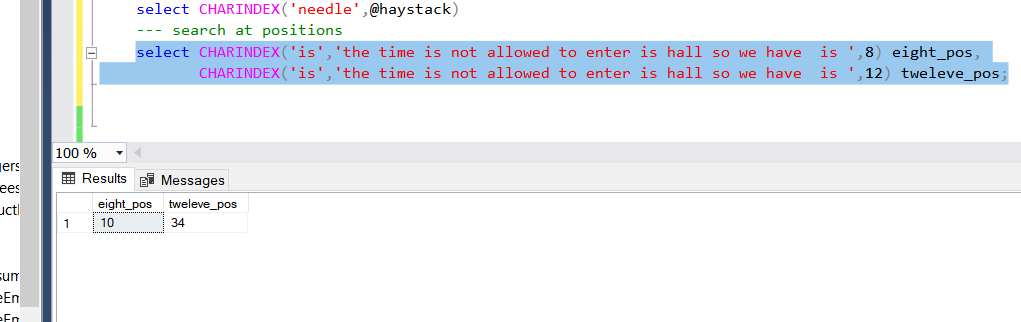 select CHARINDEX('needle',@haystack)
--- search at positions
select CHARINDEX('is','the time is not allowed to enter is hall so we have  is ',8) eight_pos,
CHARINDEX('is','the time is not allowed to enter is hall so we have  is ',12) tweleve_pos;
gers
ees
uctI
sum
eEm
eEm
100 %
Results Messages
eight_pos tweleve_pos
1 10 34